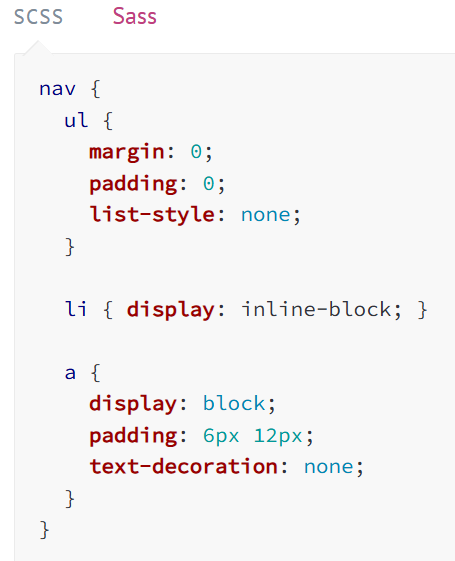 SCSS Sass
nav {
  ul {
    margin: 0;
    padding: 0;
    list-style: none;
  }

  li { display: inline-block; }

  a {
    display: block;
    padding: 6px 12px;
    text-decoration: none;
  }
}